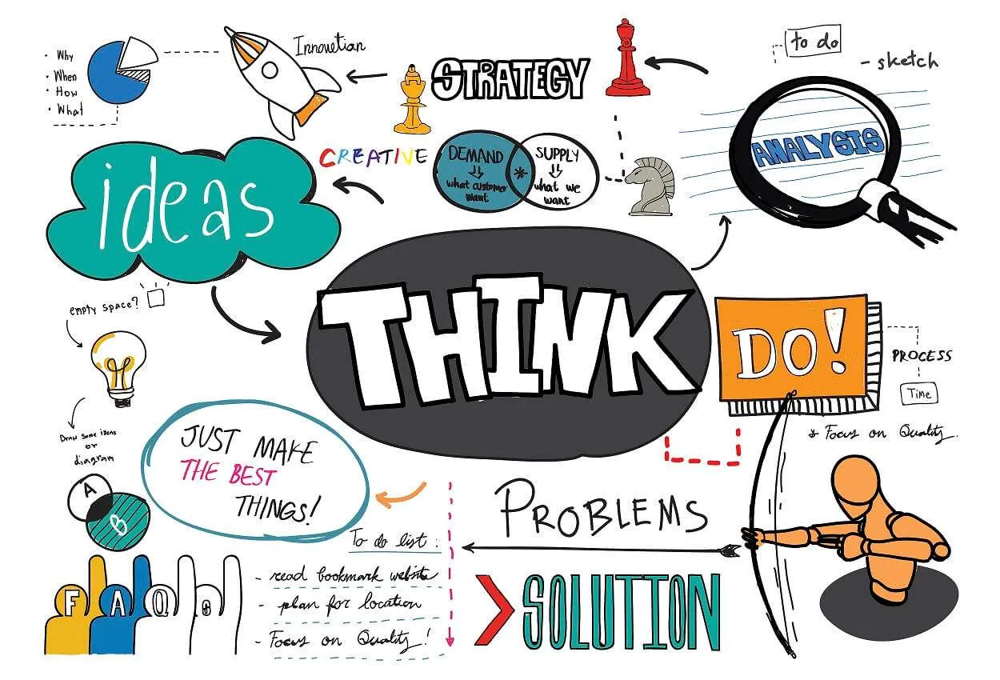 Why
When
How
What
Innovetian
STRATEGY
to do
- sketch
ANALYSIS
CREATIVE
DEMAND
what customer
want
*
SUPPLY
what we
want
ideas
empty space?
THINK
DO!
PROCESS
Time
* Focus on Quality.
Draw some ideas
or
diagram
JUST MAKE
THE BEST
THINGS!
A
B
PROBLEMS
To do list :
- read bookmark website
- plan for location
- Focus on Quality!
SOLUTION
FAQs